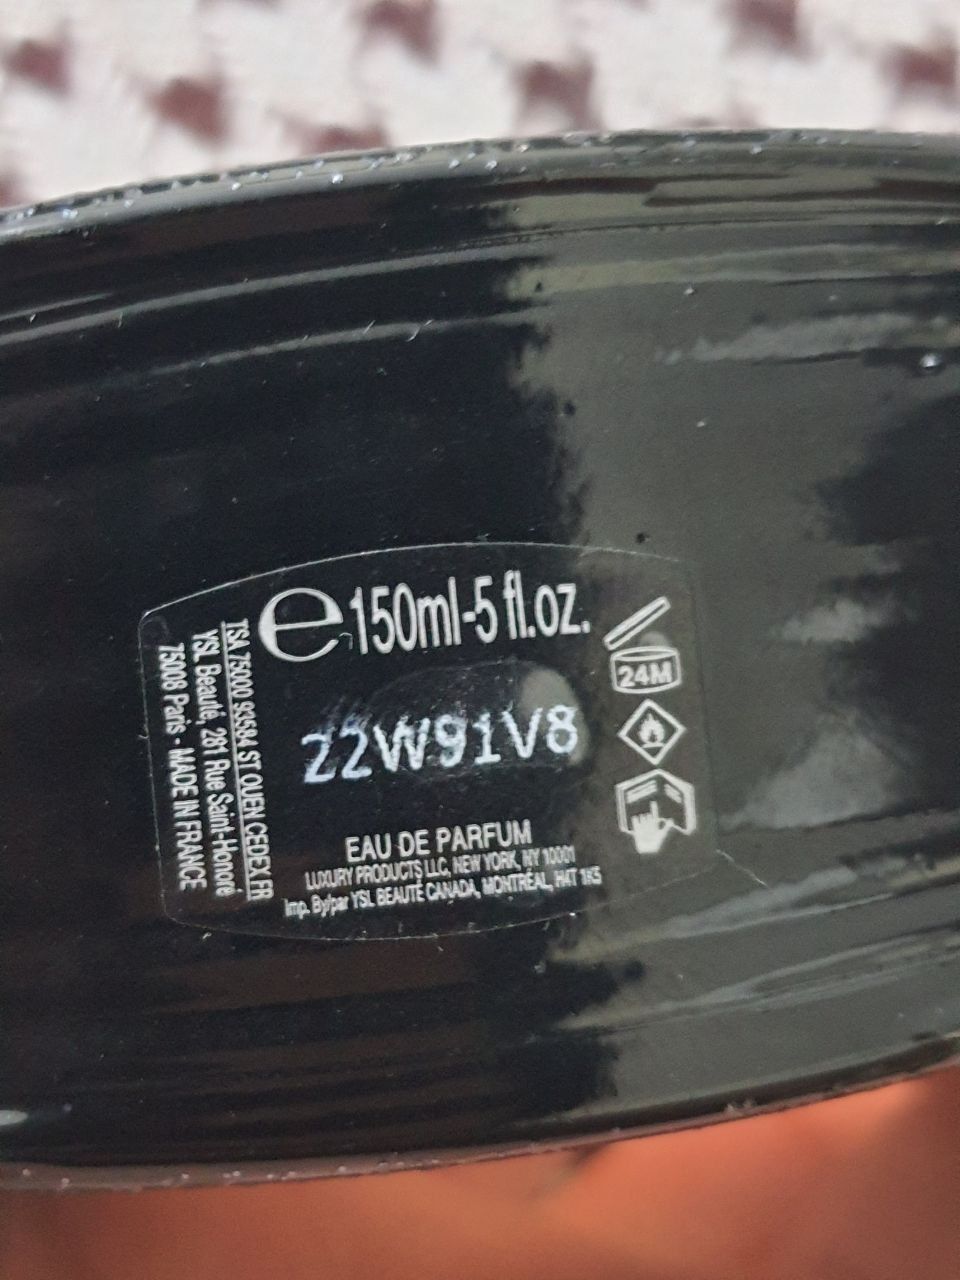 e 150ml-5 fl.oz.
24M
22W91V8
EAU DE PARFUM
LUXURY PRODUCTS LLC, NEW YORK, NY 10001
Imp. By/par YSL BEAUTÉ CANADA, MONTRÉAL, H4T 1K5
TSA 75000 93584 ST OUEN CEDEX.FR
YSL Beauté, 281 Rue Saint-Honoré
75008 Paris - MADE IN FRANCE